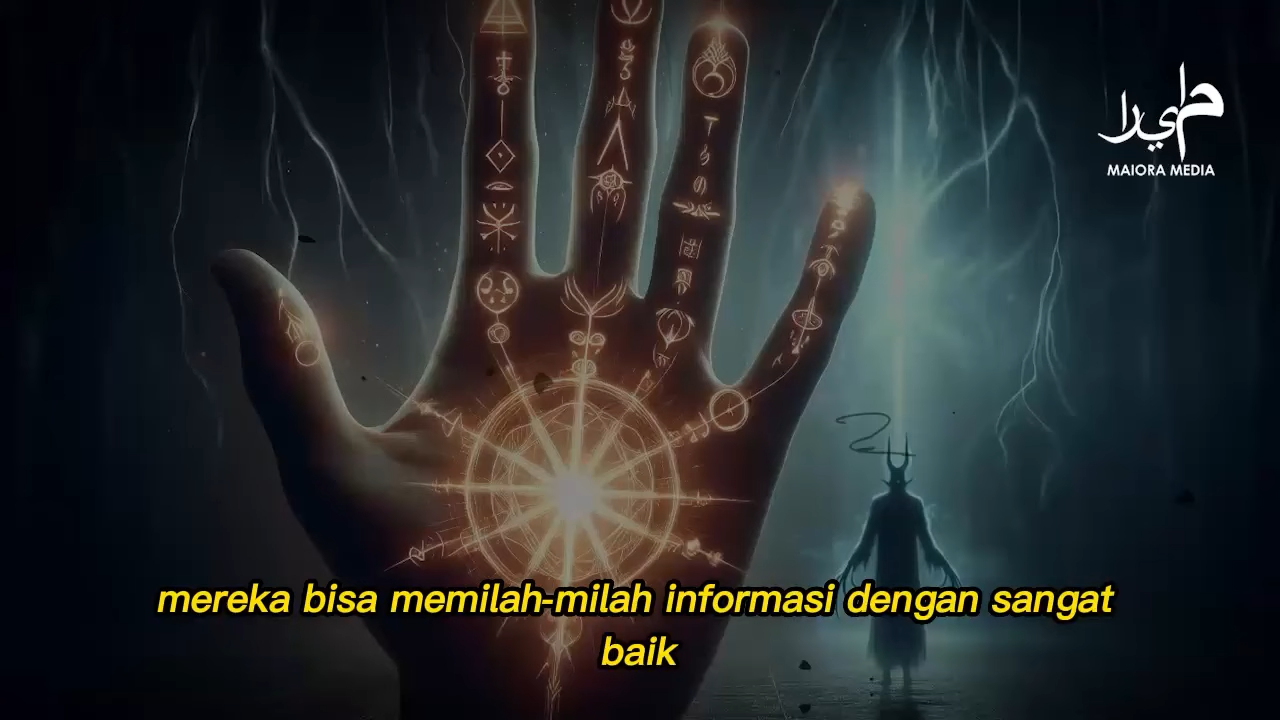 مايرا
MAIORA MEDIA
mereka bisa memilah-milah informasi dengan sangat
baik